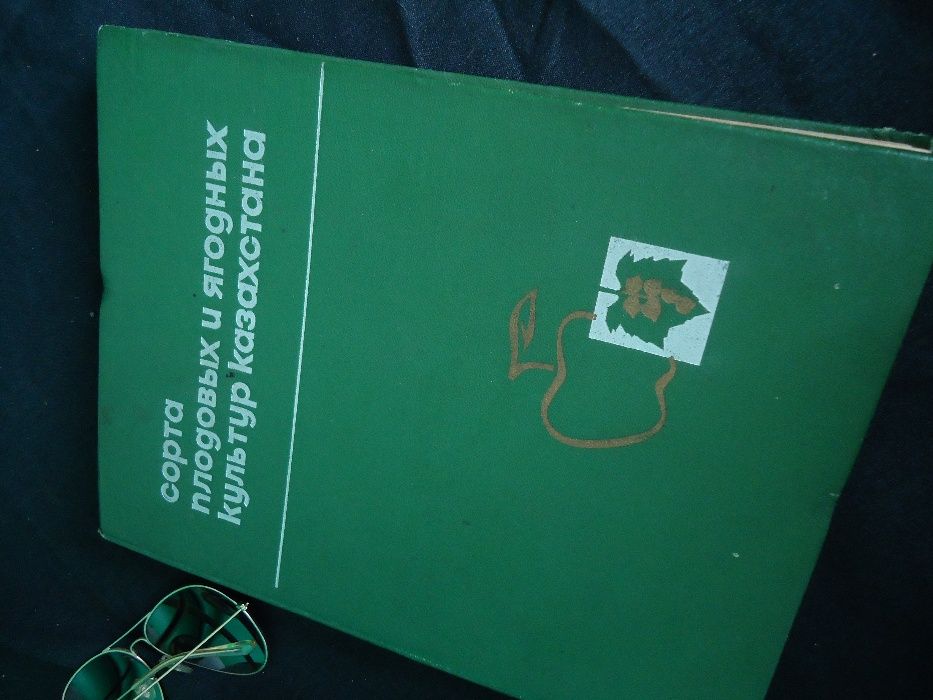 сорта
плодовых и ягодных
культур казахстана